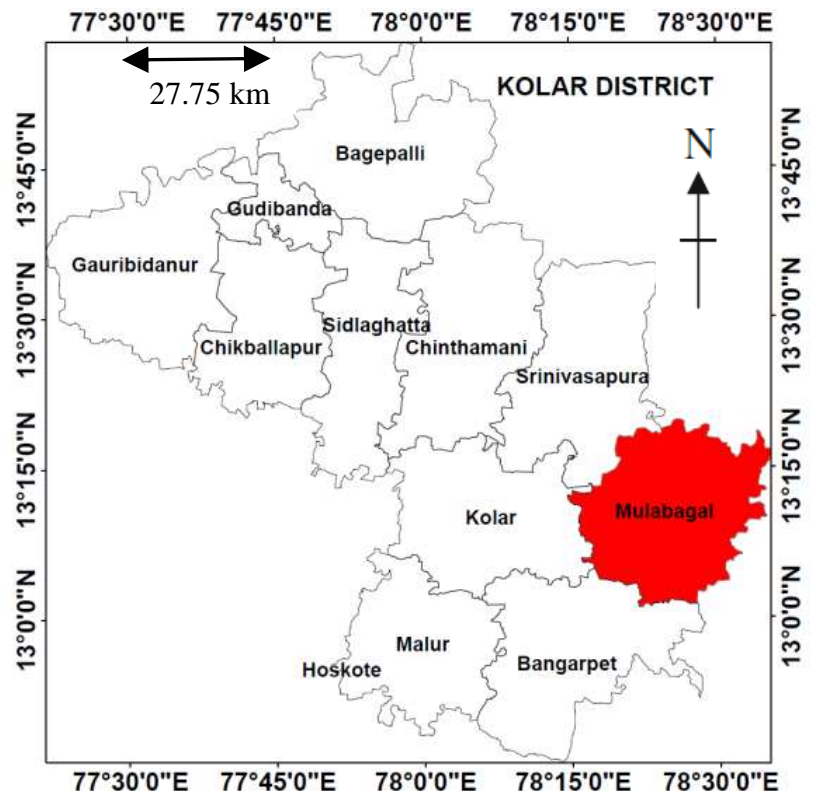 77°30'0"E 77°45'0"E 78°0'0"E 78°15'0"E 78°30'0"E
27.75 km
KOLAR DISTRICT
N
Bagepalli
13°45'0"N
13°45'0"N
Gudibanda
Gauribidanur
13°30'0"N
13°30'0"N
Sidlaghatta
Chikballapur
Chinthamani
Srinivasapura
13°15'0"N
13°15'0"N
Mulabagal
Kolar
13°0'0"N
13°0'0"N
Malur
Hoskote
Bangarpet
77°30'0"E 77°45'0"E 78°0'0"E 78°15'0"E 78°30'0"E